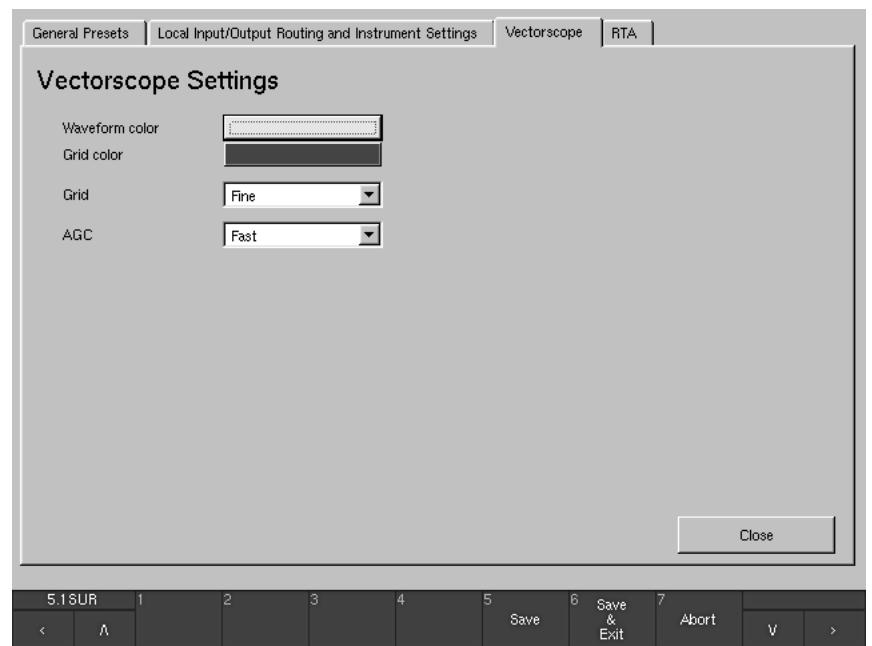 General Presets
Local Input/Output Routing and Instrument Settings
Vectorscope
RTA
Vectorscope Settings
Waveform color
Grid color
Grid
Fine
AGC
Fast
Close
5.1SUR
1
2
3
4
5
Save
6
Save
&
Exit
7
Abort
<
Λ
V
>